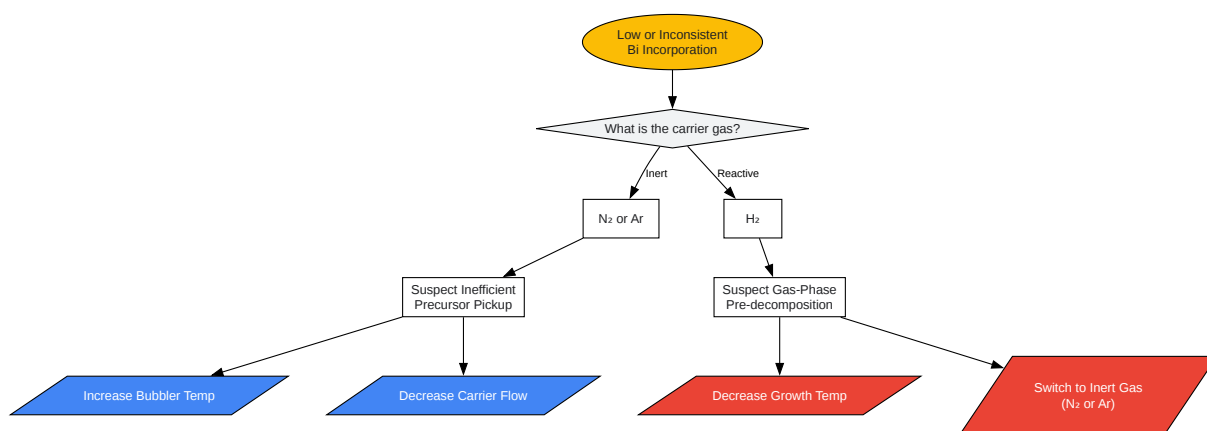 Low or Inconsistent
Bi Incorporation
What is the carrier gas?
Inert
Reactive
N₂ or Ar
H₂
Suspect Inefficient
Precursor Pickup
Suspect Gas-Phase
Pre-decomposition
Increase Bubbler Temp
Decrease Carrier Flow
Decrease Growth Temp
Switch to Inert Gas
(N₂ or Ar)